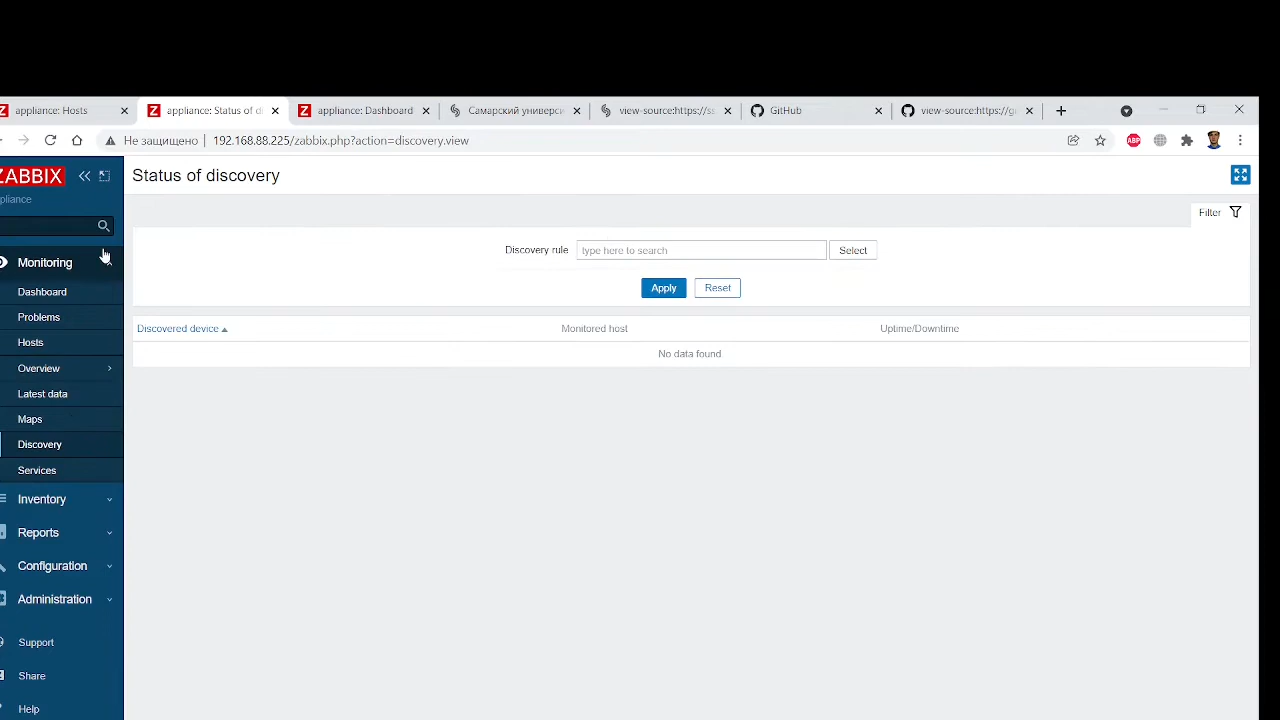 appliance: Hosts
appliance: Status of di
appliance: Dashboard
Самарский универси
view-source:https://s
GitHub
view-source:https://g
Не защищено
192.168.88.225/zabbix.php?action=discovery.view
ABP
ZABBIX
pliance
Status of discovery
Filter
Discovery rule
type here to search
Select
Apply
Reset
Discovered device
Monitored host
Uptime/Downtime
No data found.
Monitoring
Dashboard
Problems
Hosts
Overview
Latest data
Maps
Discovery
Services
Inventory
Reports
Configuration
Administration
Support
Share
Help